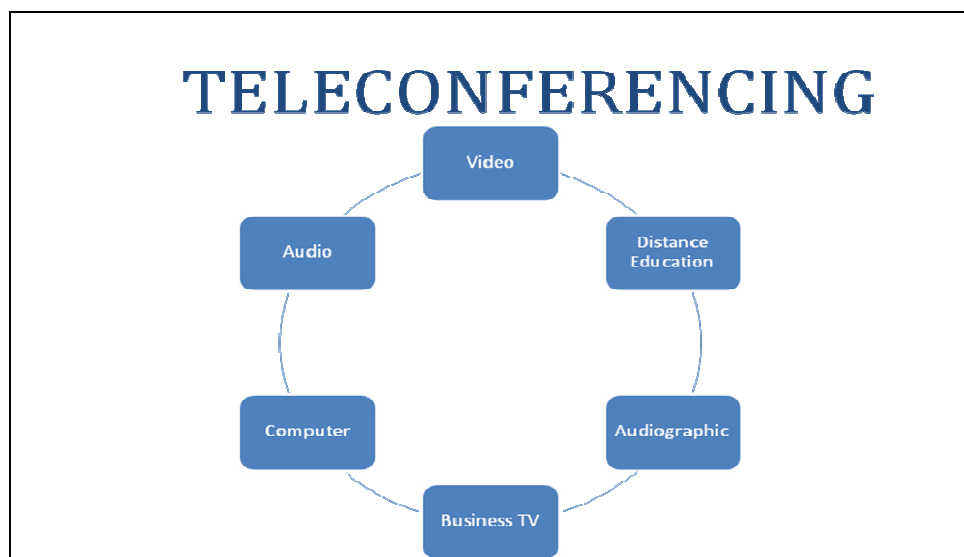 TELECONFERENCING
Video
Distance
Education
Audiographic
Business TV
Computer
Audio